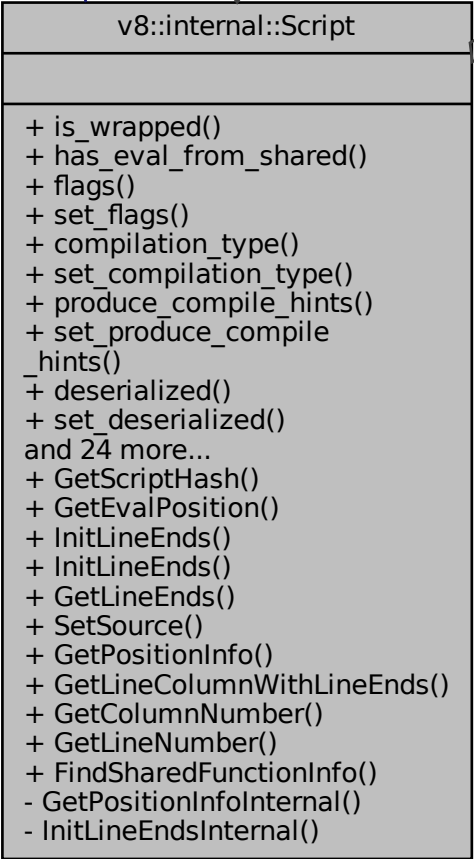 v8::internal::Script
+ is_wrapped()
+ has_eval_from_shared()
+ flags()
+ set_flags()
+ compilation_type()
+ set_compilation_type()
+ produce_compile_hints()
+ set_produce_compile
_hints()
+ deserialized()
+ set_deserialized()
and 24 more...
+ GetScriptHash()
+ GetEvalPosition()
+ InitLineEnds()
+ InitLineEnds()
+ GetLineEnds()
+ SetSource()
+ GetPositionInfo()
+ GetLineColumnWithLineEnds()
+ GetColumnNumber()
+ GetLineNumber()
+ FindSharedFunctionInfo()
- GetPositionInfoInternal()
- InitLineEndsInternal()